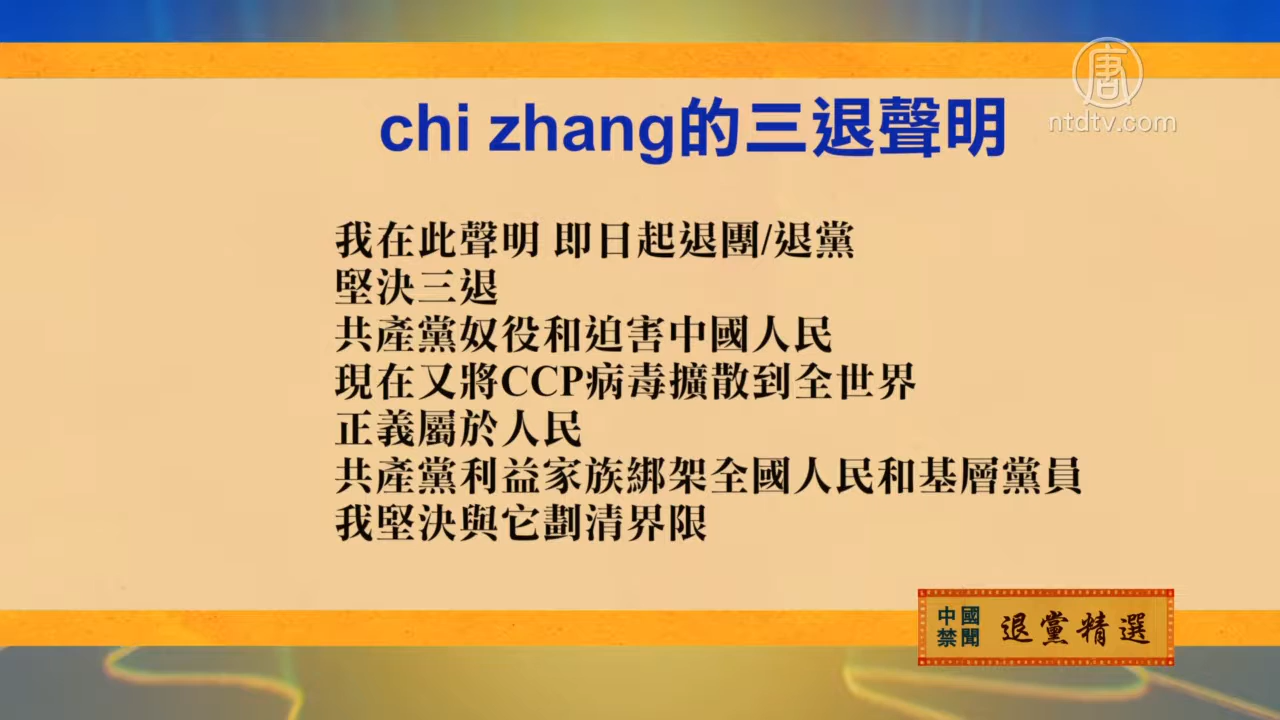 唐
ntdtv.com
chi zhang的三退聲明
我在此聲明 即日起退團/退黨
堅決三退
共產黨奴役和迫害中國人民
現在又將CCP病毒擴散到全世界
正義屬於人民
共產黨利益家族綁架全國人民和基層黨員
我堅決與它劃清界限
中國
禁聞
退黨精選